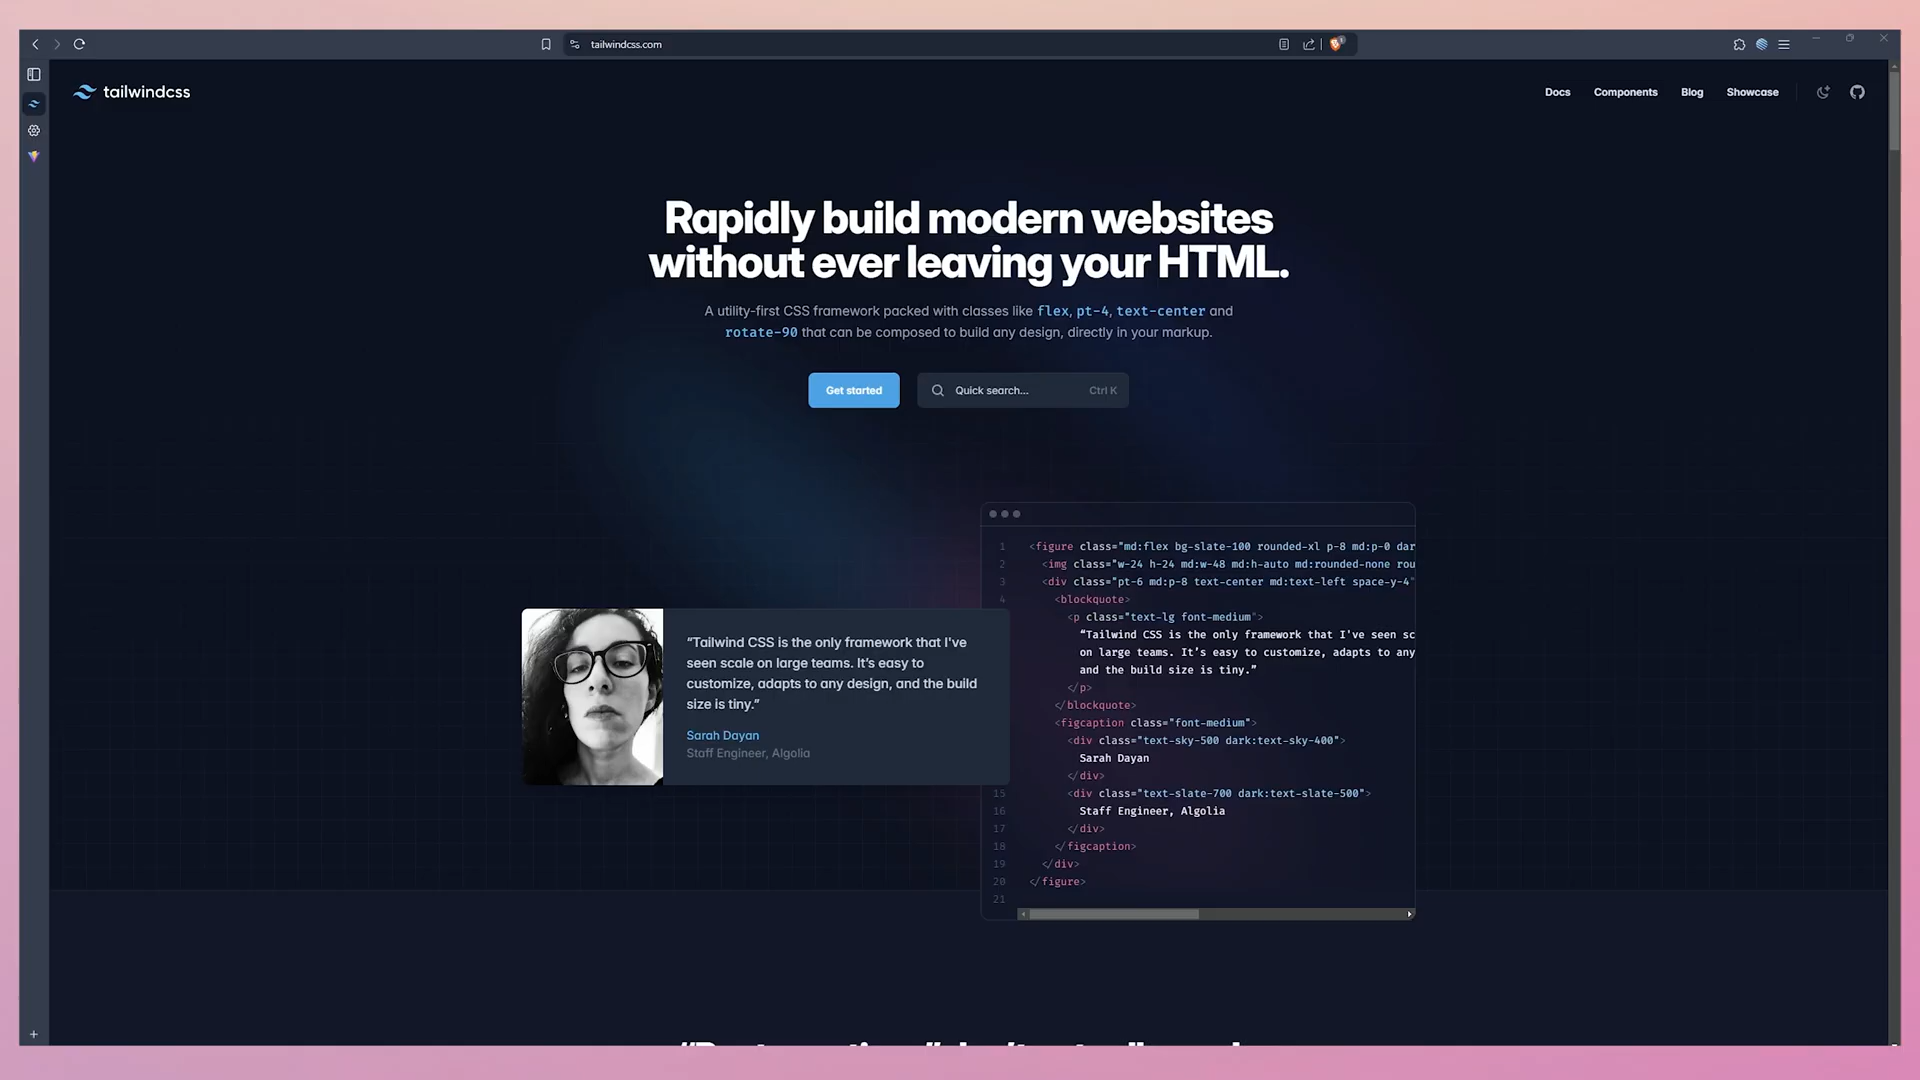 tailwindcss.com
tailwindcss
Docs Components Blog Showcase
Rapidly build modern websites
without ever leaving your HTML.
A utility-first CSS framework packed with classes like flex, pt-4, text-center and
rotate-90 that can be composed to build any design, directly in your markup.
Get started
Quick search... Ctrl K
“Tailwind CSS is the only framework that I've
seen scale on large teams. It’s easy to
customize, adapts to any design, and the build
size is tiny.”
Sarah Dayan
Staff Engineer, Algolia
1 <figure class="md:flex bg-slate-100 rounded-xl p-8 md:p-0 dar
2 <img class="w-24 h-24 md:w-48 md:h-auto md:rounded-none rou
3 <div class="pt-6 md:p-8 text-center md:text-left space-y-4"
4 <blockquote>
<p class="text-lg font-medium">
“Tailwind CSS is the only framework that I've seen sc
on large teams. It’s easy to customize, adapts to any
and the build size is tiny.”
</p>
</blockquote>
<figcaption class="font-medium">
<div class="text-sky-500 dark:text-sky-400">
Sarah Dayan
</div>
15 <div class="text-slate-700 dark:text-slate-500">
16 Staff Engineer, Algolia
17 </div>
18 </figcaption>
19 </div>
20 </figure>
21